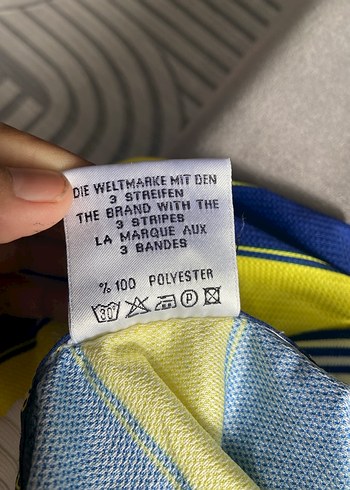 DIE WELTMARKE MIT DEN
3 STREIFEN
THE BRAND WITH THE
3 STRIPES
LA MARQUE AUX
3 BANDES
% 100 POLYESTER
30° P